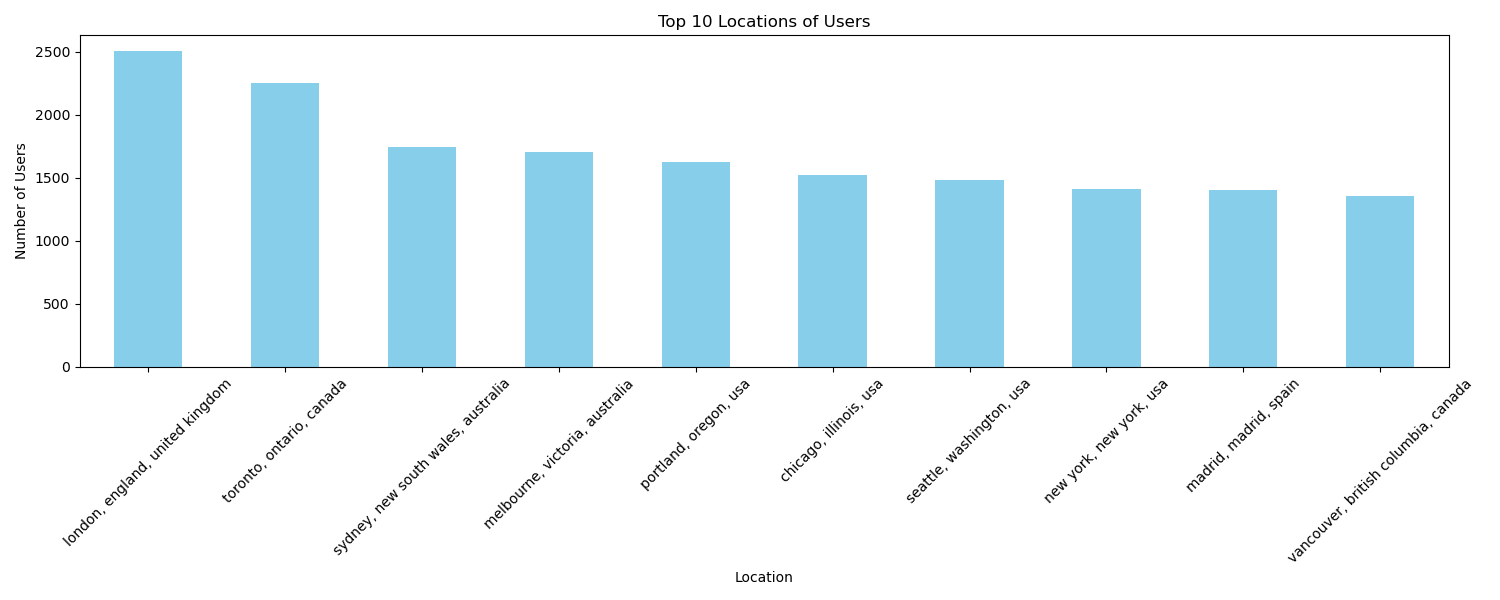 Top 10 Locations of Users
Number of Users
2500
2000
1500
1000
500
0
london, england, united kingdom
toronto, ontario, canada
sydney, new south wales, australia
melbourne, victoria, australia
portland, oregon, usa
chicago, illinois, usa
seattle, washington, usa
new york, new york, usa
madrid, madrid, spain
vancouver, british columbia, canada
Location